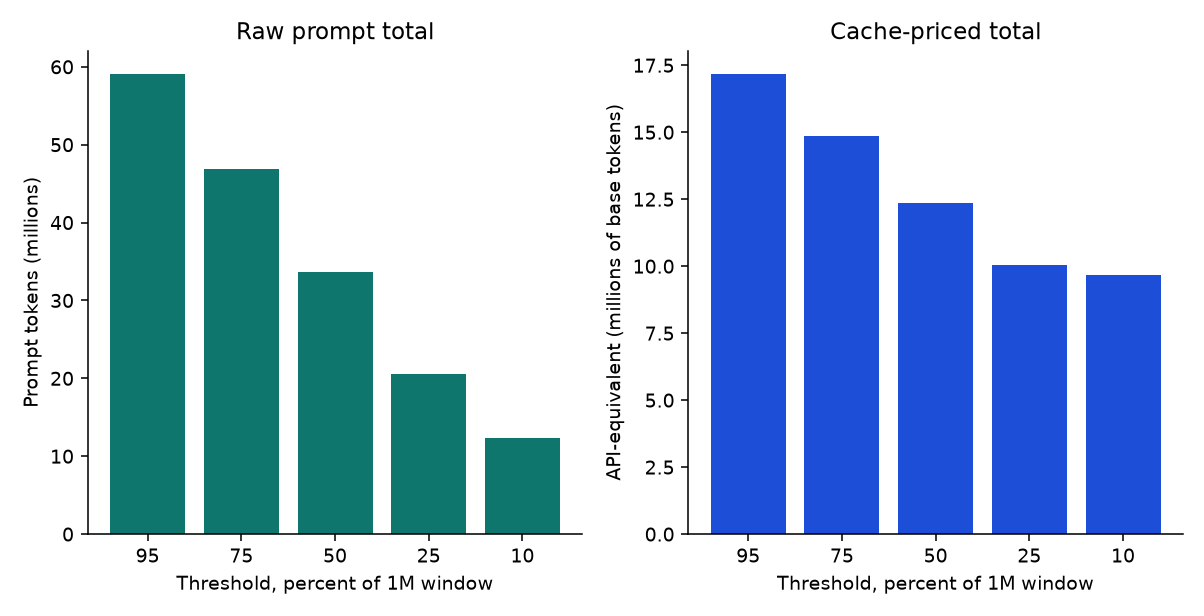 Raw prompt total
Prompt tokens (millions)
60
50
40
30
20
10
0
95 75 50 25 10
Threshold, percent of 1M window
Cache-priced total
API-equivalent (millions of base tokens)
17.5
15.0
12.5
10.0
7.5
5.0
2.5
0.0
95 75 50 25 10
Threshold, percent of 1M window